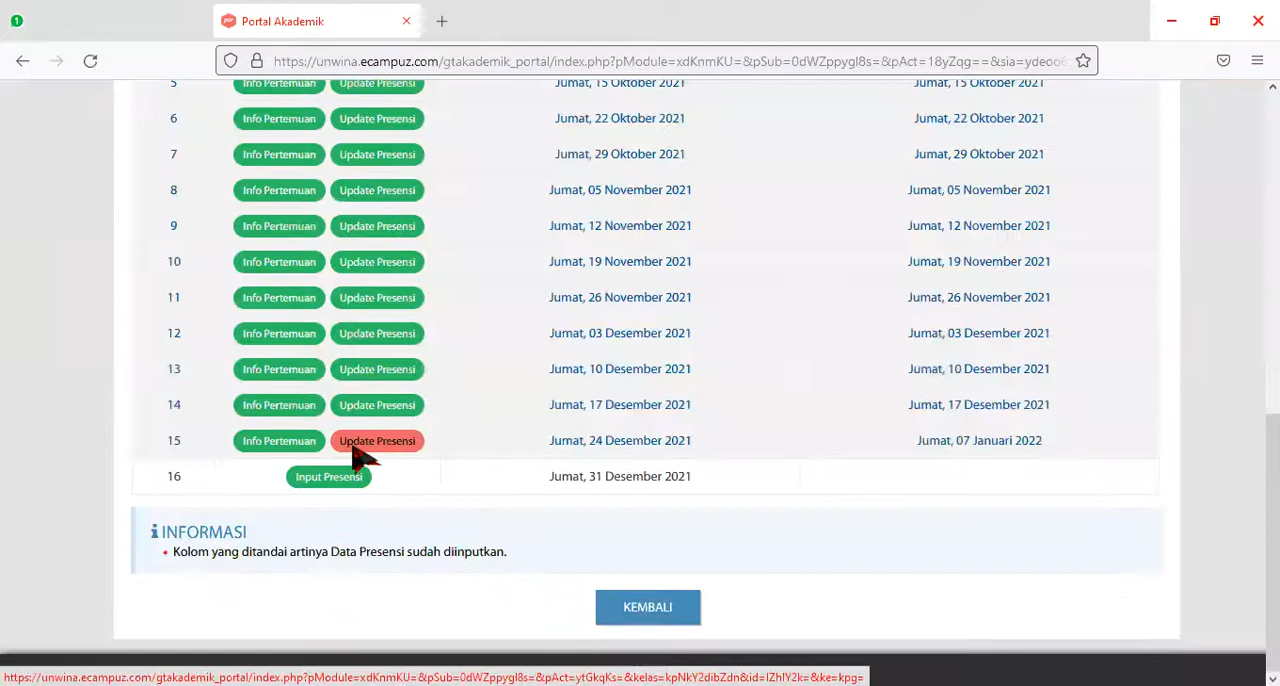 1
Portal Akademik
https://unwina.ecampuz.com/gtakademik_portal/index.php?pModule=xdKnmKU=&pSub=0dWZppygl8s=&pAct=18yZqg==&sia=ydeoo6
5 Info Pertemuan Update Presensi Jumat, 15 Oktober 2021 Jumat, 15 Oktober 2021
6 Info Pertemuan Update Presensi Jumat, 22 Oktober 2021 Jumat, 22 Oktober 2021
7 Info Pertemuan Update Presensi Jumat, 29 Oktober 2021 Jumat, 29 Oktober 2021
8 Info Pertemuan Update Presensi Jumat, 05 November 2021 Jumat, 05 November 2021
9 Info Pertemuan Update Presensi Jumat, 12 November 2021 Jumat, 12 November 2021
10 Info Pertemuan Update Presensi Jumat, 19 November 2021 Jumat, 19 November 2021
11 Info Pertemuan Update Presensi Jumat, 26 November 2021 Jumat, 26 November 2021
12 Info Pertemuan Update Presensi Jumat, 03 Desember 2021 Jumat, 03 Desember 2021
13 Info Pertemuan Update Presensi Jumat, 10 Desember 2021 Jumat, 10 Desember 2021
14 Info Pertemuan Update Presensi Jumat, 17 Desember 2021 Jumat, 17 Desember 2021
15 Info Pertemuan Update Presensi Jumat, 24 Desember 2021 Jumat, 07 Januari 2022
16 Input Presensi Jumat, 31 Desember 2021
INFORMASI
• Kolom yang ditandai artinya Data Presensi sudah diinputkan.
KEMBALI
https://unwina.ecampuz.com/gtakademik_portal/index.php?pModule=xdKnmKU=&pSub=0dWZppygl8s=&pAct=ytGkqKs=&kelas=kpNkY2dibZdn&id=lZhlY2k=&ke=kpg=